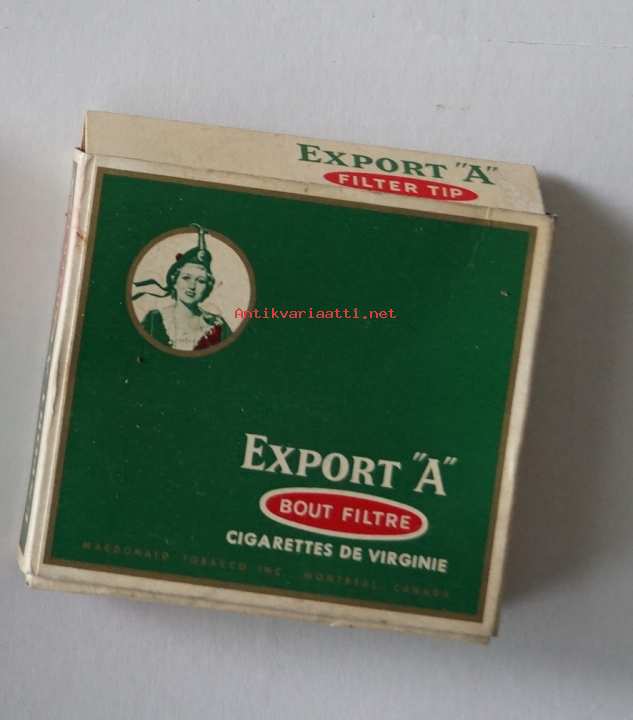 EXPORT "A"
FILTER TIP
Antikvariaatti.net
EXPORT "A"
BOUT FILTRE
CIGARETTES DE VIRGINIE
MACDONALD TOBACCO INC. MONTREAL, CANADA